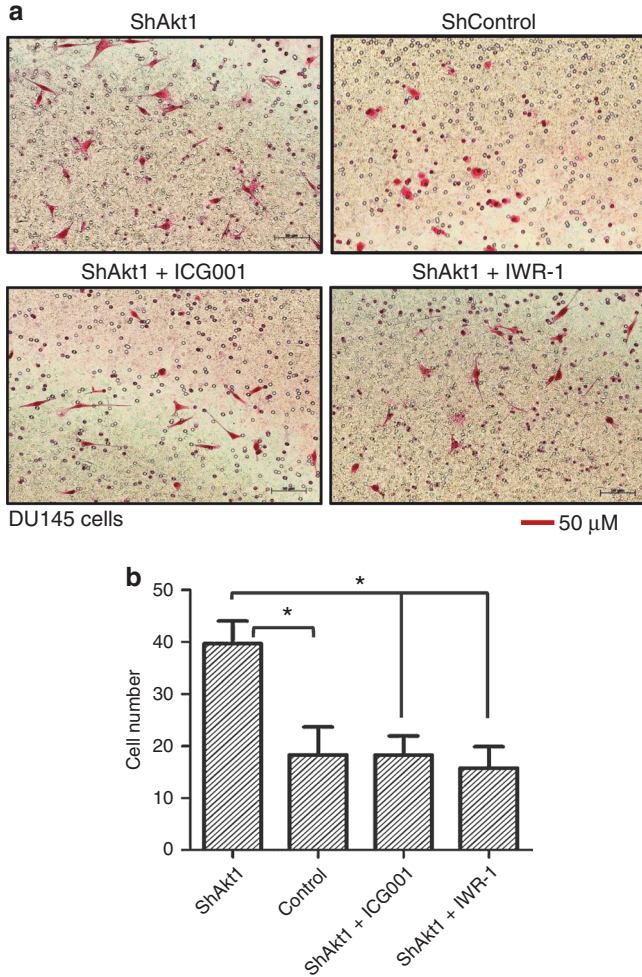 a
ShAkt1
ShControl
ShAkt1 + ICG001
ShAkt1 + IWR-1
DU145 cells
50 μM
b
*
*
50
40
30
20
10
0
Cell number
ShAkt1
Control
ShAkt1 + ICG001
ShAkt1 + IWR-1